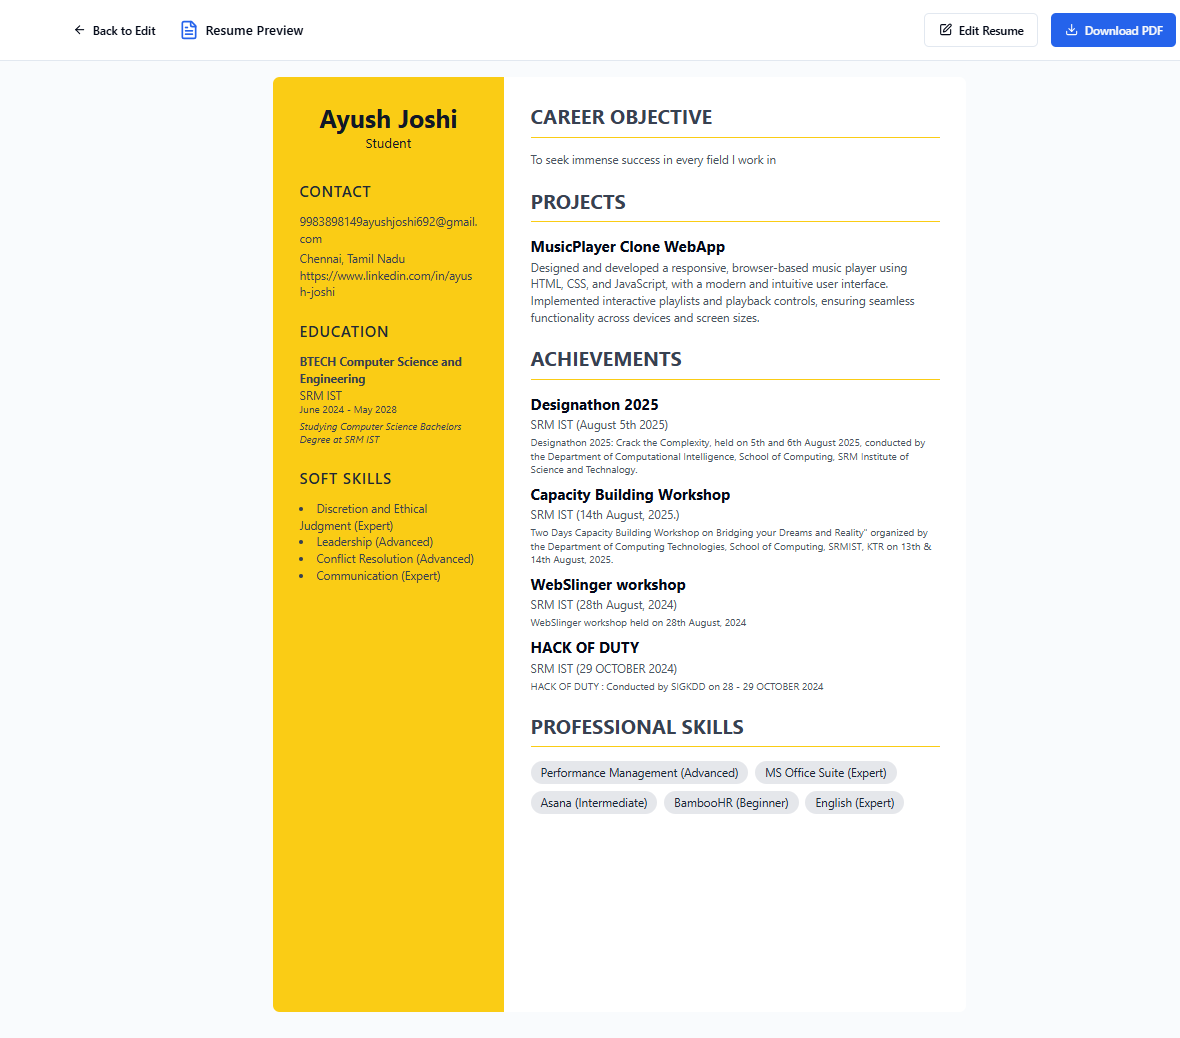 Back to Edit
Resume Preview
Edit Resume
Download PDF
Ayush Joshi
Student
CONTACT
9983898149ayushjoshi692@gmail.
com
Chennai, Tamil Nadu
https://www.linkedin.com/in/ayus
h-joshi
EDUCATION
BTECH Computer Science and
Engineering
SRM IST
June 2024 - May 2028
Studying Computer Science Bachelors
Degree at SRM IST
SOFT SKILLS
• Discretion and Ethical
Judgment (Expert)
• Leadership (Advanced)
• Conflict Resolution (Advanced)
• Communication (Expert)
CAREER OBJECTIVE
To seek immense success in every field I work in
PROJECTS
MusicPlayer Clone WebApp
Designed and developed a responsive, browser-based music player using
HTML, CSS, and JavaScript, with a modern and intuitive user interface.
Implemented interactive playlists and playback controls, ensuring seamless
functionality across devices and screen sizes.
ACHIEVEMENTS
Designathon 2025
SRM IST (August 5th 2025)
Designathon 2025: Crack the Complexity, held on 5th and 6th August 2025, conducted by
the Department of Computational Intelligence, School of Computing, SRM Institute of
Science and Technalogy.
Capacity Building Workshop
SRM IST (14th August, 2025.)
Two Days Capacity Building Workshop on Bridging your Dreams and Reality" organized by
the Department of Computing Technologies, School of Computing, SRMIST, KTR on 13th &
14th August, 2025.
WebSlinger workshop
SRM IST (28th August, 2024)
WebSlinger workshop held on 28th August, 2024
HACK OF DUTY
SRM IST (29 OCTOBER 2024)
HACK OF DUTY : Conducted by SIGKDD on 28 - 29 OCTOBER 2024
PROFESSIONAL SKILLS
Performance Management (Advanced) MS Office Suite (Expert)
Asana (Intermediate) BambooHR (Beginner) English (Expert)